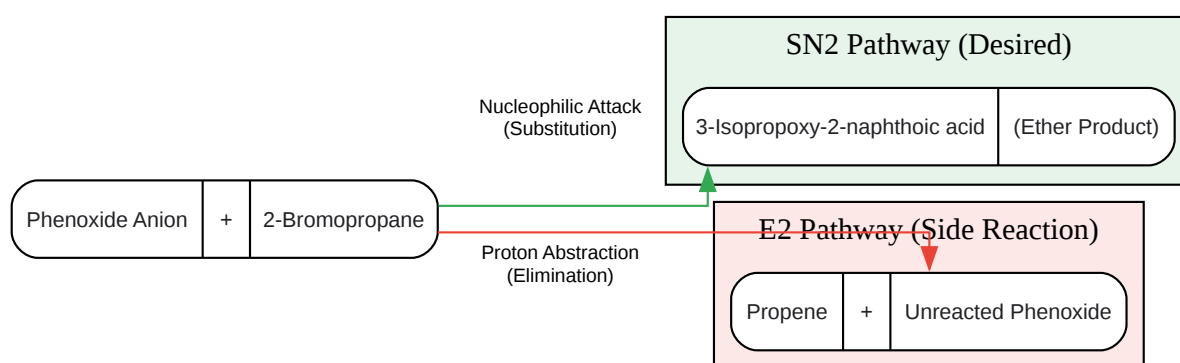 SN2 Pathway (Desired)
Nucleophilic Attack
(Substitution)
3-Isopropoxy-2-naphthoic acid
(Ether Product)
Phenoxide Anion
+
2-Bromopropane
E2 Pathway (Side Reaction)
Proton Abstraction
(Elimination)
Propene
+
Unreacted Phenoxide